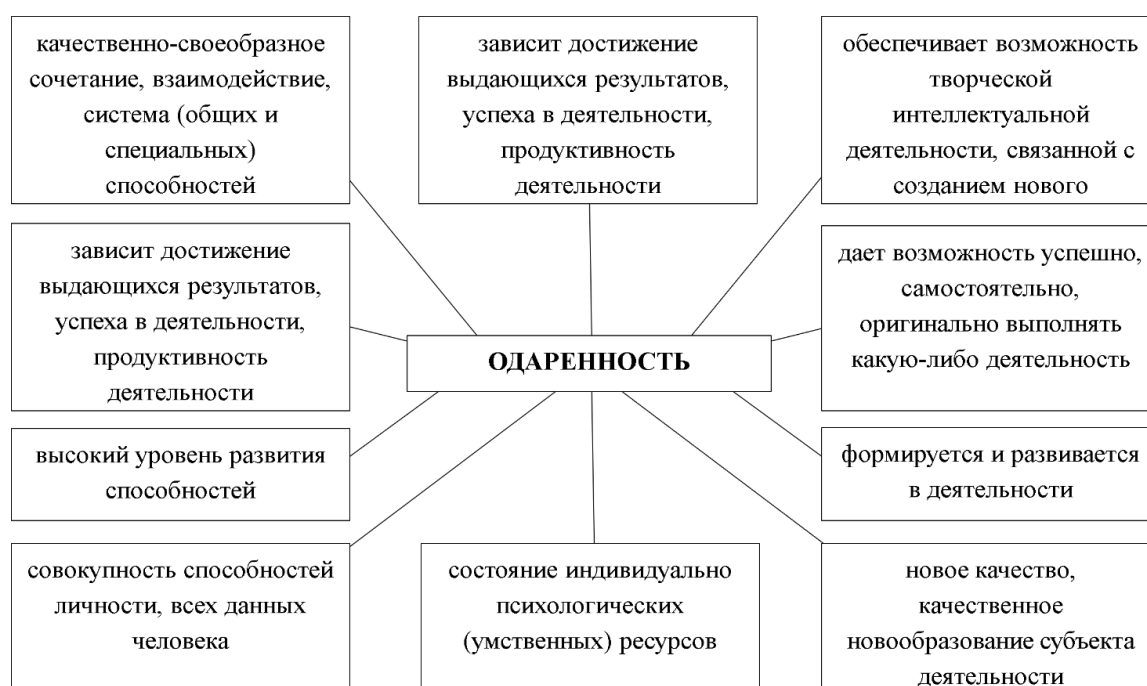 качественно-своеобразное
сочетание, взаимодействие,
система (общих и
специальных)
способностей
зависит достижение
выдающихся результатов,
успеха в деятельности,
продуктивность
деятельности
обеспечивает возможность
творческой
интеллектуальной
деятельности, связанной с
созданием нового
зависит достижение
выдающихся результатов,
успеха в деятельности,
продуктивность
деятельности
ОДАРЕННОСТЬ
дает возможность успешно,
самостоятельно,
оригинально выполнять
какую-либо деятельность
высокий уровень развития
способностей
формируется и развивается
в деятельности
совокупность способностей
личности, всех данных
человека
состояние индивидуально
психологических
(умственных) ресурсов
новое качество,
качественное
новообразование субъекта
деятельности